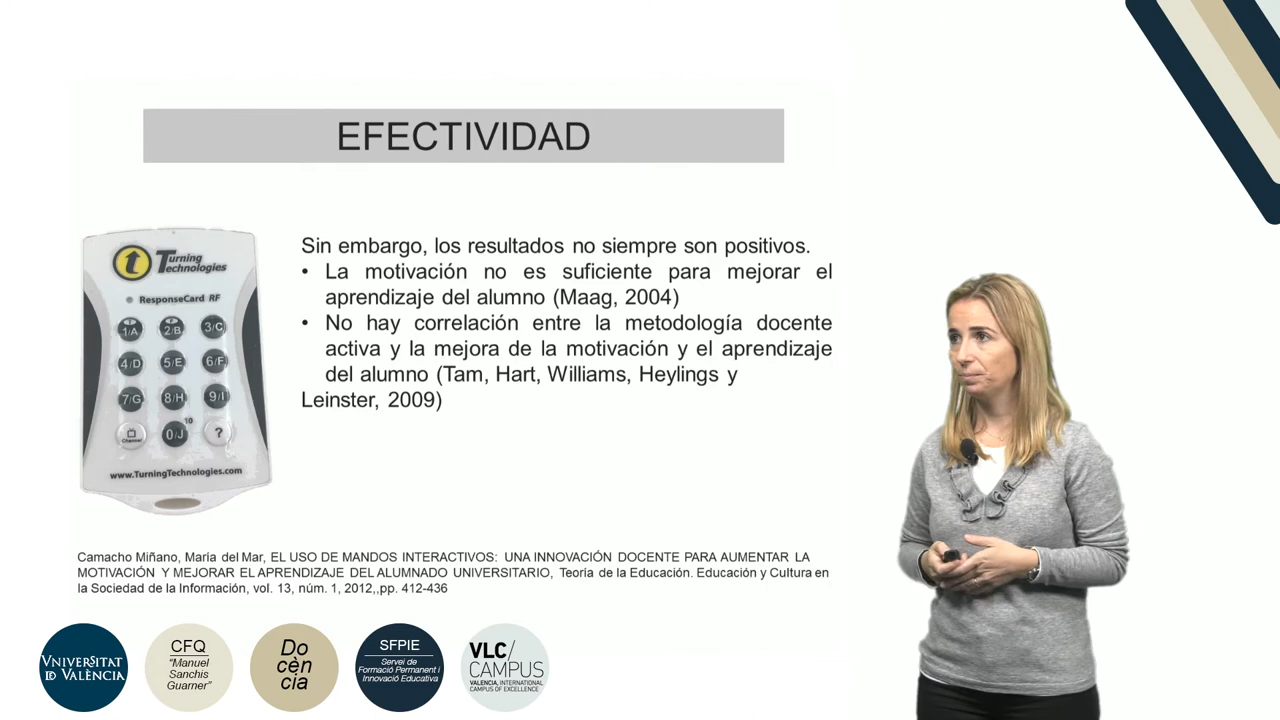 EFECTIVIDAD
Turning
Technologies
ResponseCard RF
1/A
2/B
3/C
4/D
5/E
6/F
7/G
8/H
9/I
10
Channel
0/J
?
www.TurningTechnologies.com
Sin embargo, los resultados no siempre son positivos.
• La motivación no es suficiente para mejorar el
aprendizaje del alumno (Maag, 2004)
• No hay correlación entre la metodología docente
activa y la mejora de la motivación y el aprendizaje
del alumno (Tam, Hart, Williams, Heylings y
Leinster, 2009)
Camacho Miñano, María del Mar, EL USO DE MANDOS INTERACTIVOS: UNA INNOVACIÓN DOCENTE PARA AUMENTAR LA
MOTIVACIÓN Y MEJORAR EL APRENDIZAJE DEL ALUMNADO UNIVERSITARIO, Teoría de la Educación. Educación y Cultura en
la Sociedad de la Información, vol. 13, núm. 1, 2012,,pp. 412-436
VNIVERSITAT
ID VALÈNCIA
CFQ
“Manuel
Sanchis
Guarner”
Do
cèn
cia
SFPIE
Servei de
Formació Permanent i
Innovació Educativa
VLC/
CAMPUS
VALENCIA, INTERNATIONAL
CAMPUS OF EXCELLENCE